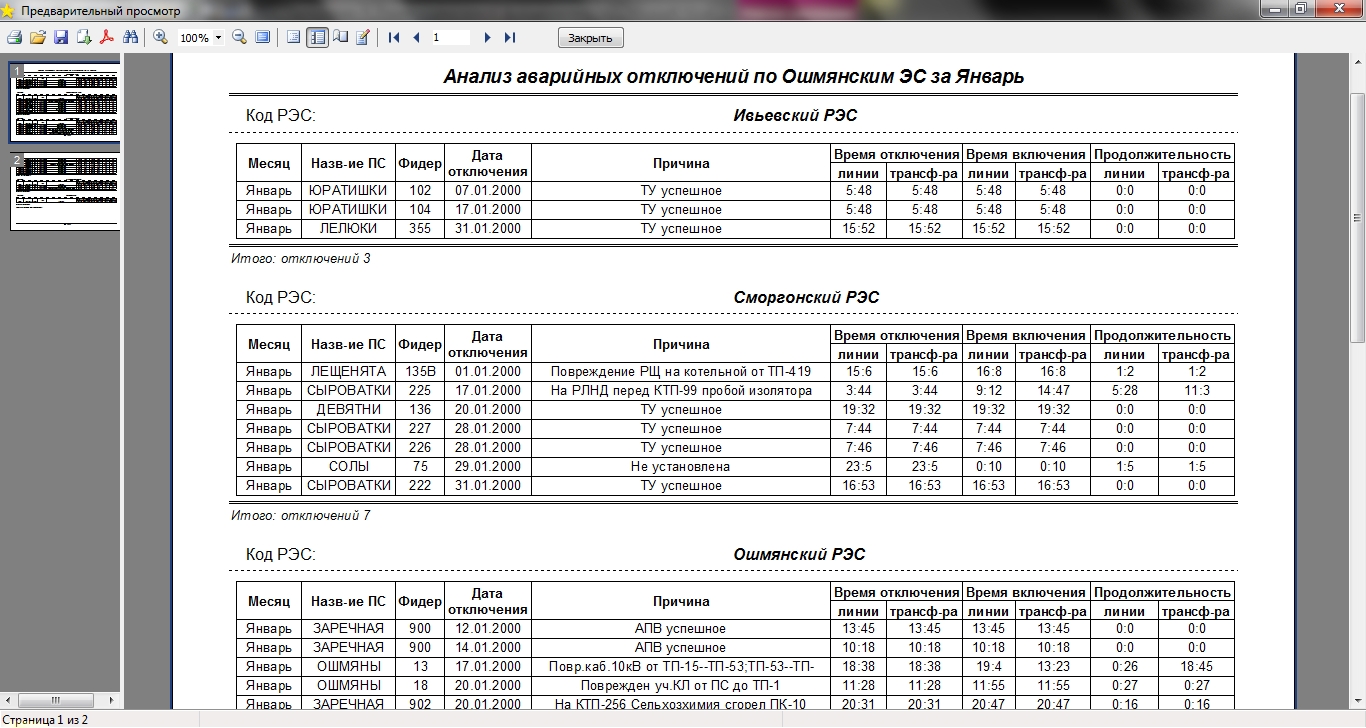 Предварительный просмотр
100% 1 Закрыть
1
2
Анализ аварийных отключений по Ошмянским ЭС за Январь
Код РЭС: Ивьевский РЭС
Месяц Назв-ие ПС Фидер Дата отключения Причина Время отключения Время включения Продолжительность
линии трансф-ра линии трансф-ра линии трансф-ра
Январь ЮРАТИШКИ 102 07.01.2000 ТУ успешное 5:48 5:48 5:48 5:48 0:0 0:0
Январь ЮРАТИШКИ 104 17.01.2000 ТУ успешное 5:48 5:48 5:48 5:48 0:0 0:0
Январь ЛЕЛЮКИ 355 31.01.2000 ТУ успешное 15:52 15:52 15:52 15:52 0:0 0:0
Итого: отключений 3
Код РЭС: Сморгонский РЭС
Месяц Назв-ие ПС Фидер Дата отключения Причина Время отключения Время включения Продолжительность
линии трансф-ра линии трансф-ра линии трансф-ра
Январь ЛЕЩЕНЯТА 135В 01.01.2000 Повреждение РЩ на котельной от ТП-419 15:6 15:6 16:8 16:8 1:2 1:2
Январь СЫРОВАТКИ 225 17.01.2000 На РЛНД перед КТП-99 пробой изолятора 3:44 3:44 9:12 14:47 5:28 11:3
Январь ДЕВЯТНИ 136 20.01.2000 ТУ успешное 19:32 19:32 19:32 19:32 0:0 0:0
Январь СЫРОВАТКИ 227 28.01.2000 ТУ успешное 7:44 7:44 7:44 7:44 0:0 0:0
Январь СЫРОВАТКИ 226 28.01.2000 ТУ успешное 7:46 7:46 7:46 7:46 0:0 0:0
Январь СОЛЫ 75 29.01.2000 Не установлена 23:5 23:5 0:10 0:10 1:5 1:5
Январь СЫРОВАТКИ 222 31.01.2000 ТУ успешное 16:53 16:53 16:53 16:53 0:0 0:0
Итого: отключений 7
Код РЭС: Ошмянский РЭС
Месяц Назв-ие ПС Фидер Дата отключения Причина Время отключения Время включения Продолжительность
линии трансф-ра линии трансф-ра линии трансф-ра
Январь ЗАРЕЧНАЯ 900 12.01.2000 АПВ успешное 13:45 13:45 13:45 13:45 0:0 0:0
Январь ЗАРЕЧНАЯ 900 14.01.2000 АПВ успешное 10:18 10:18 10:18 10:18 0:0 0:0
Январь ОШМЯНЫ 13 17.01.2000 Повр.каб.10кВ от ТП-15--ТП-53;ТП-53--ТП- 18:38 18:38 19:4 13:23 0:26 18:45
Январь ОШМЯНЫ 18 20.01.2000 Поврежден уч.КЛ от ПС до ТП-1 11:28 11:28 11:55 11:55 0:27 0:27
Январь ЗАРЕЧНАЯ 902 20.01.2000 На КТП-256 Сельхозхимия сгорел ПК-10 20:31 20:31 20:47 20:47 0:16 0:16
Страница 1 из 2